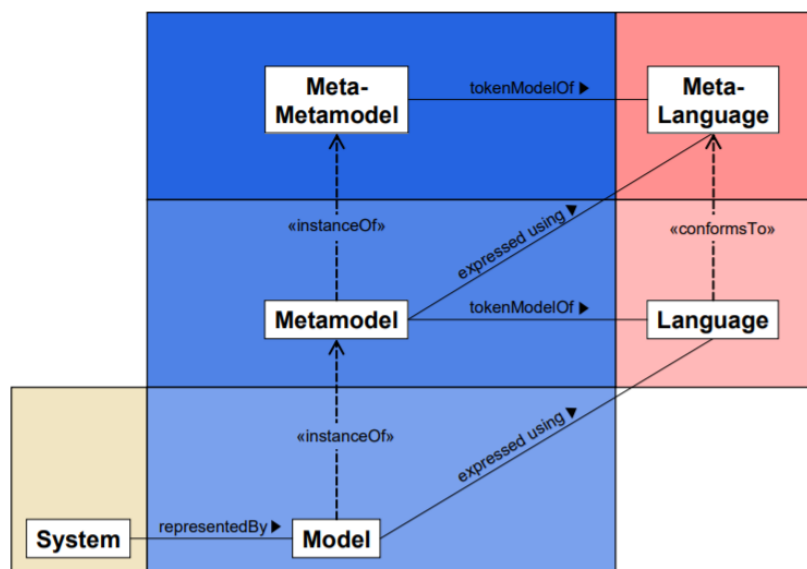 Meta-
Metamodel
tokenModelOf ▶
Meta-
Language
«instanceOf»
expressed using ▼
«conformsTo»
Metamodel
tokenModelOf ▶
Language
«instanceOf»
expressed using ▼
System
representedBy ▶
Model